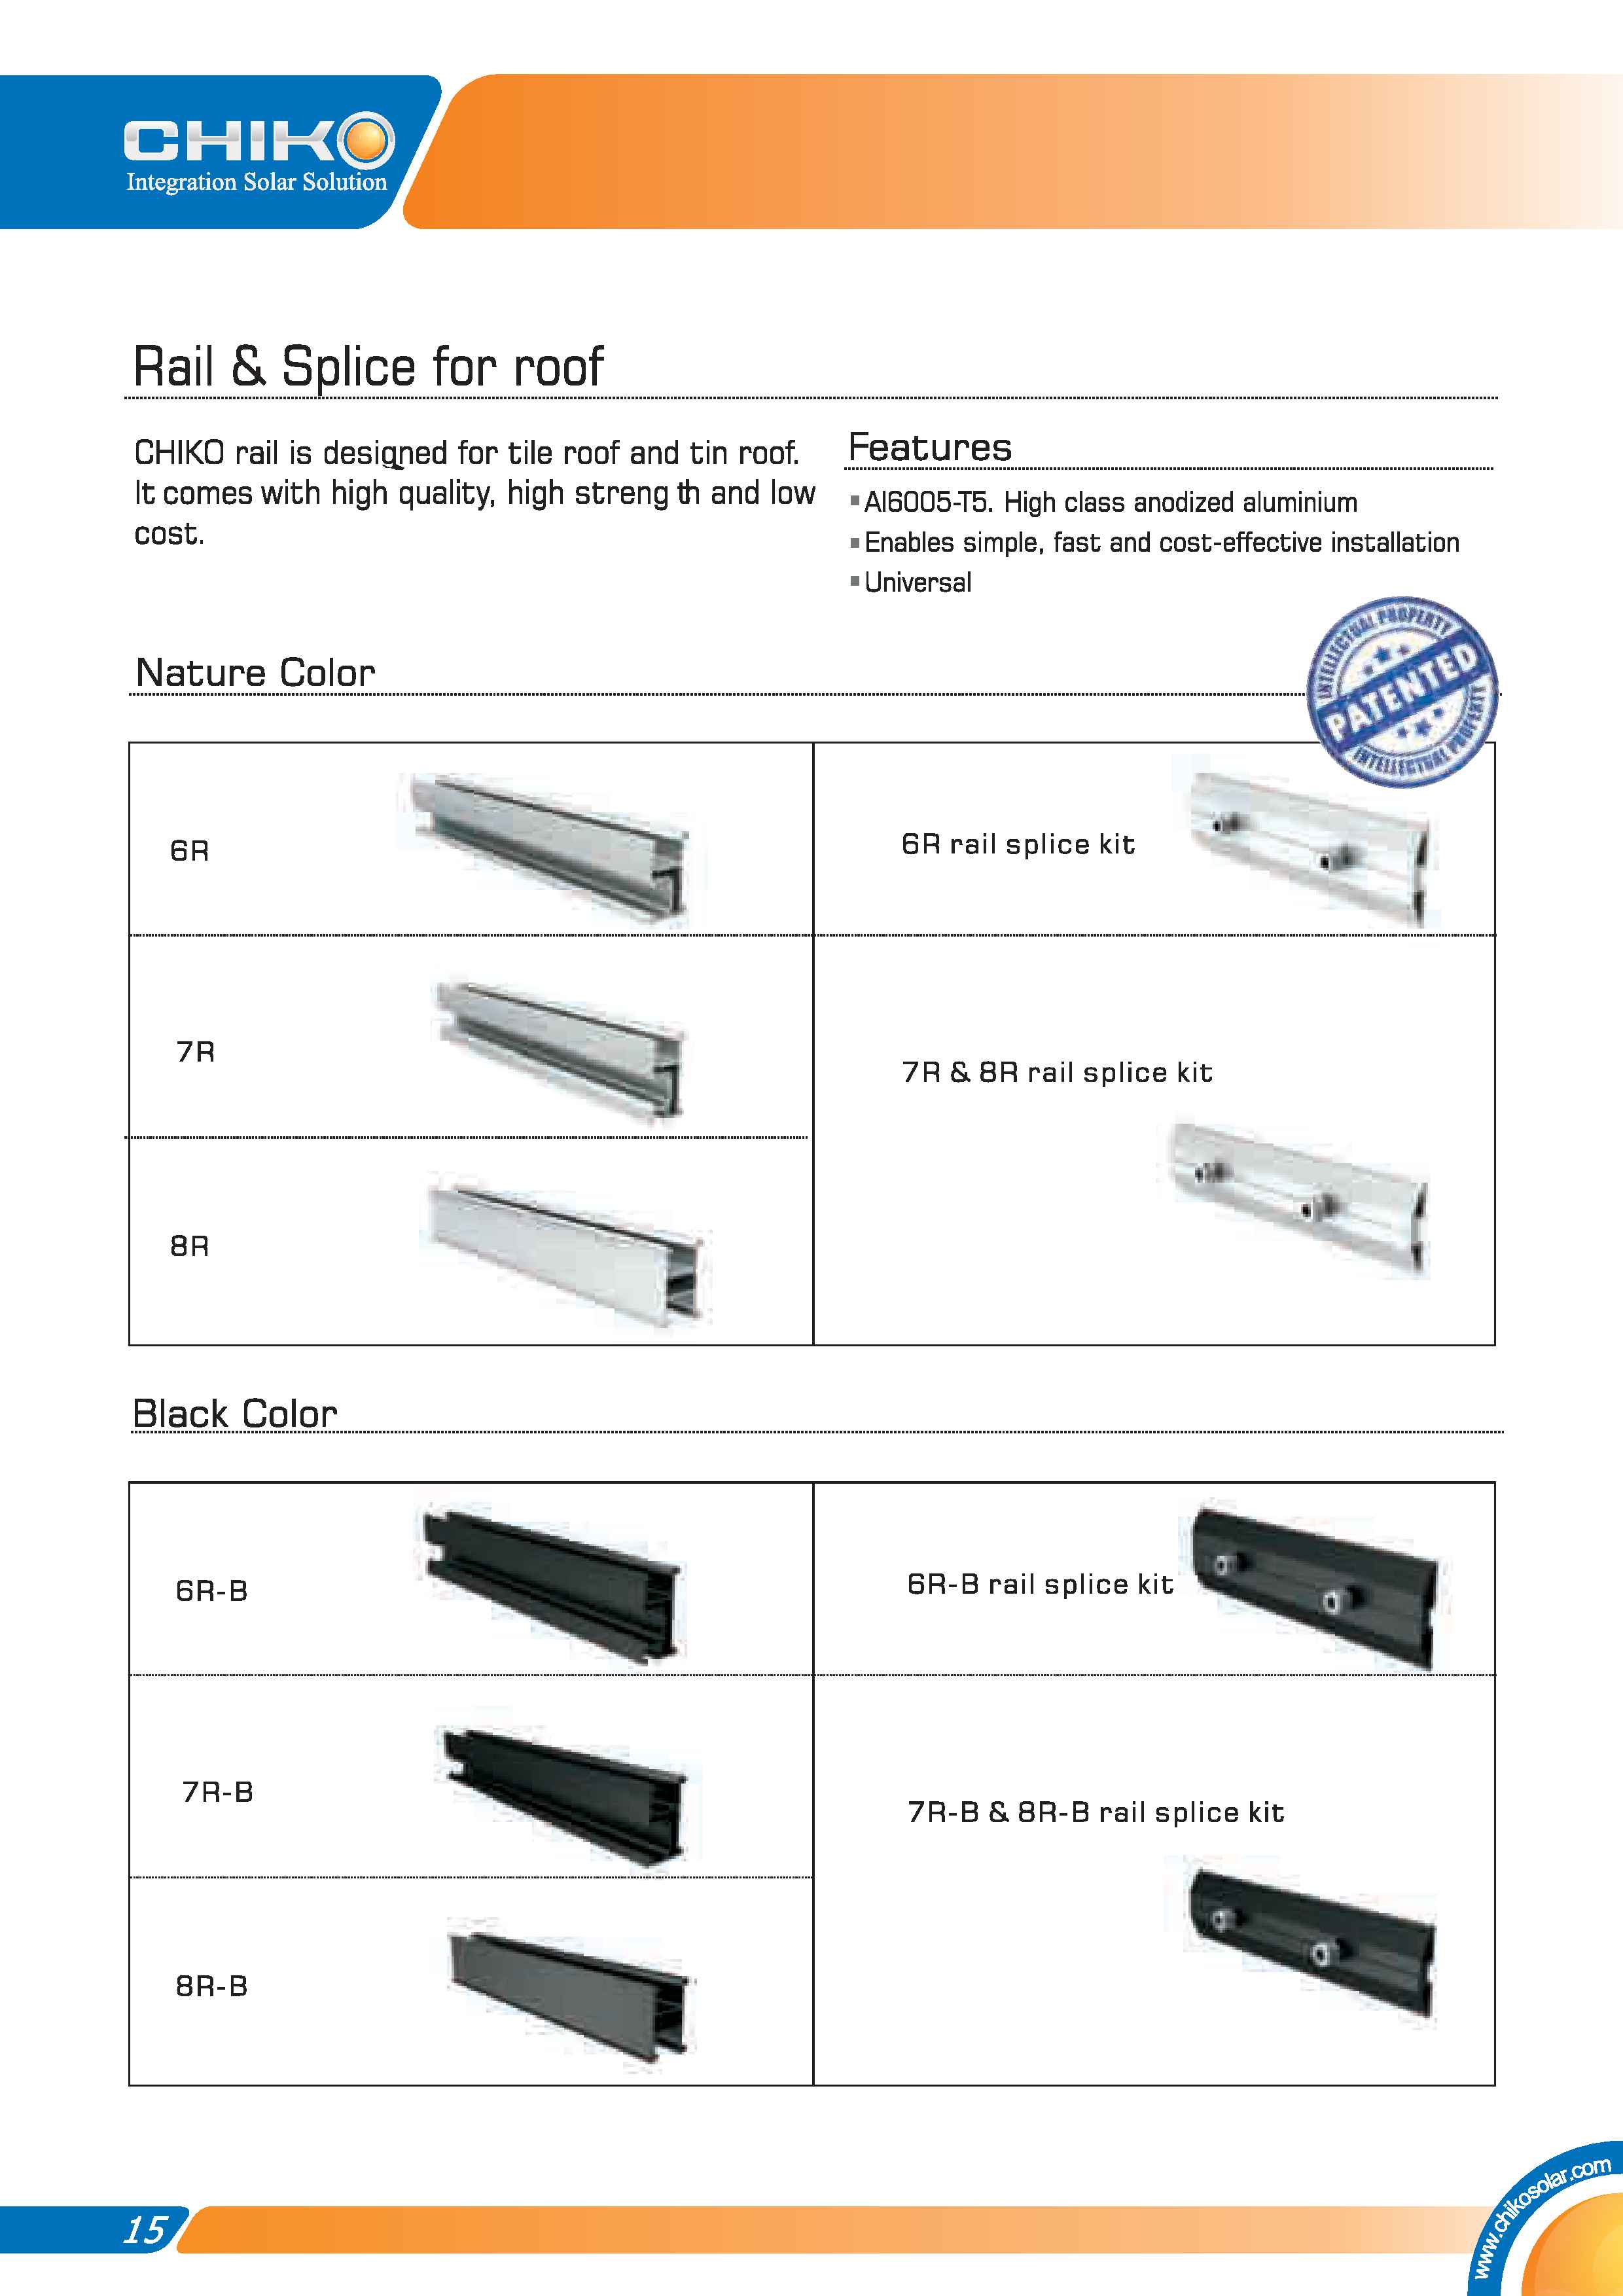 CHIKO
Integration Solar Solution
Rail & Splice for roof
CHIKO rail is designed for tile roof and tin roof.
It comes with high quality, high streng th and low
cost.
Features
Al6005-T5. High class anodized aluminium
Enables simple, fast and cost-effective installation
Universal
INTELLECTUAL PROPERTY
PATENTED
INTELLECTUAL PROPERTY
Nature Color
6R
6R rail splice kit
7R
7R & 8R rail splice kit
8R
Black Color
6R-B
6R-B rail splice kit
7R-B
7R-B & 8R-B rail splice kit
8R-B
15
www.chikosolar.com